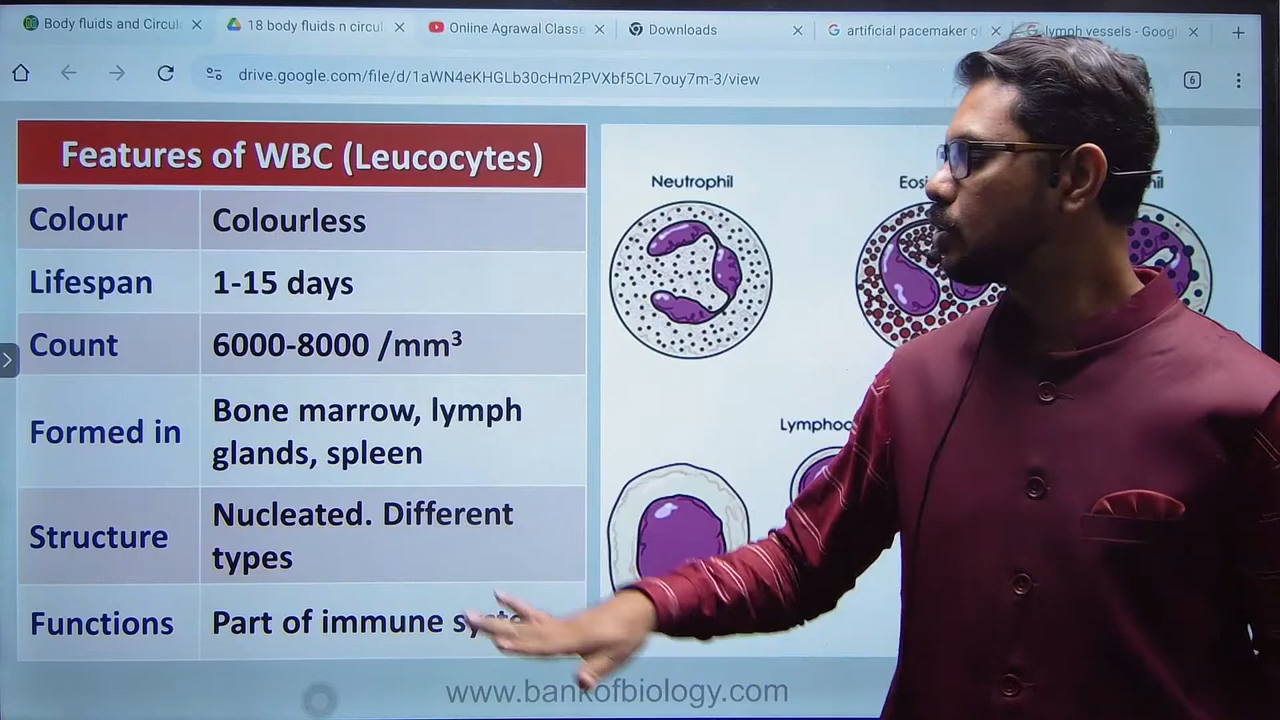 Body fluids and Circul
18 body fluids n circul
Online Agrawal Classe
Downloads
artificial pacemaker
lymph vessels - Googl
drive.google.com/file/d/1aWN4eKHGLb30cHm2PVXbf5CL7ouy7m-3/view
6
Features of WBC (Leucocytes)
Colour Colourless
Lifespan 1-15 days
Count 6000-8000 /mm³
Formed in Bone marrow, lymph
glands, spleen
Structure Nucleated. Different
types
Functions Part of immune
Neutrophil
www.bankofbiology.com